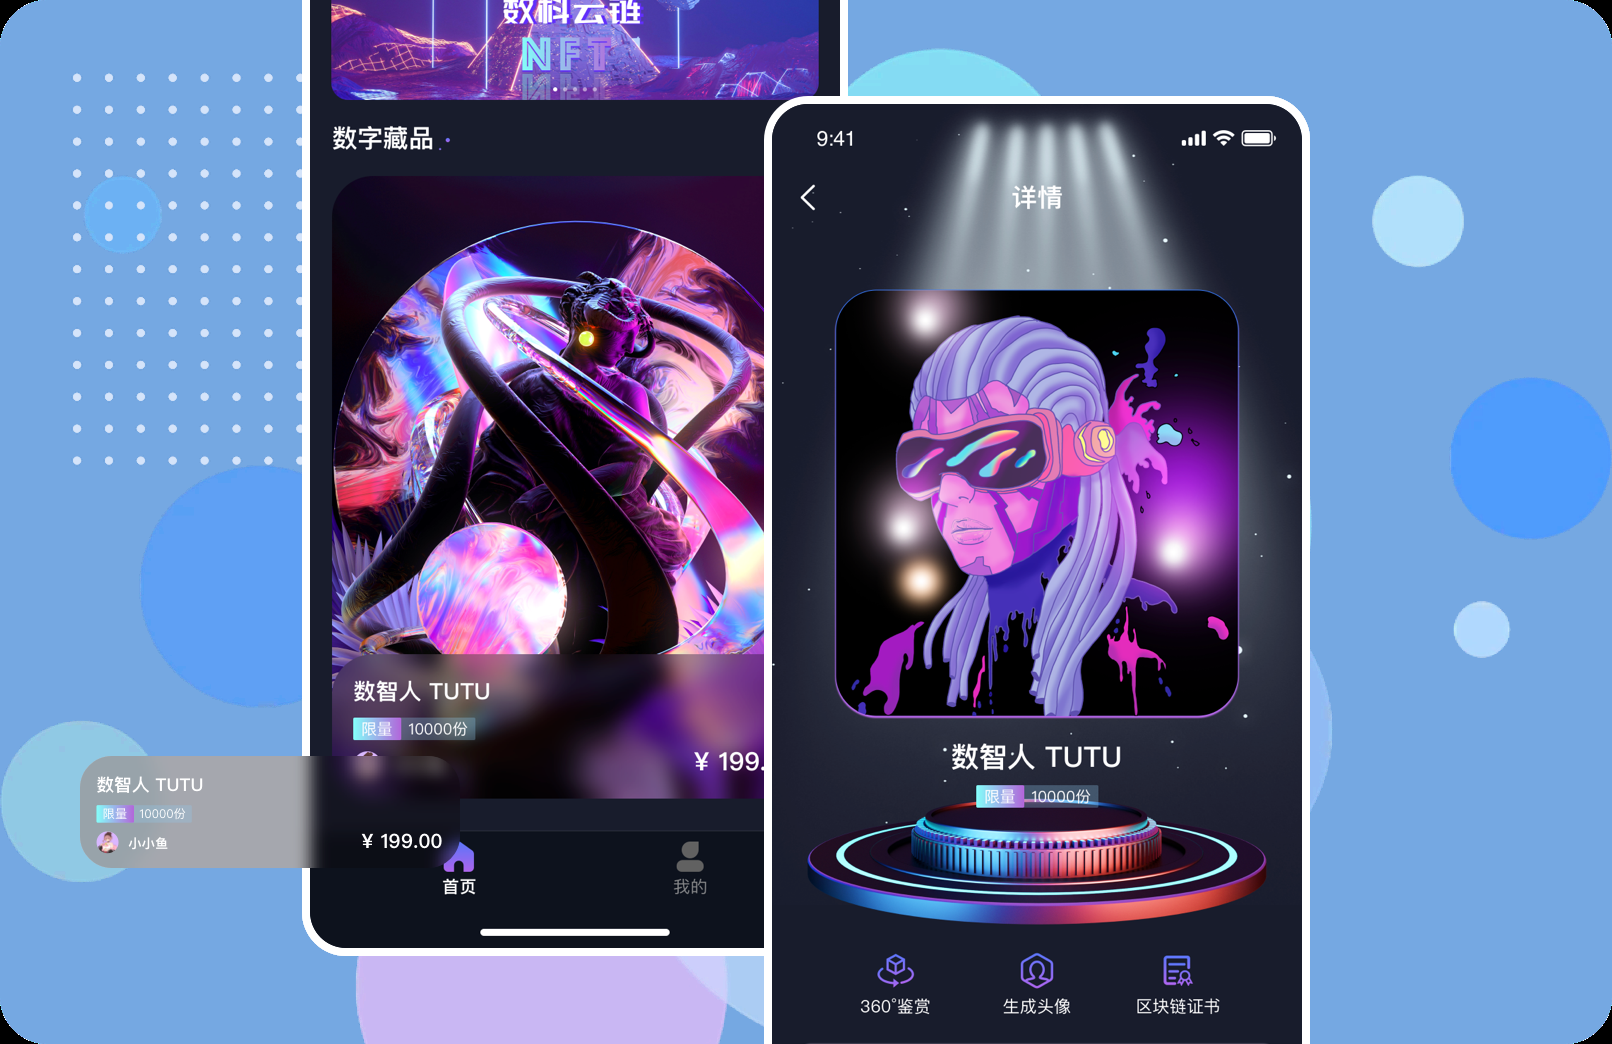 数科云链
NFT
数字藏品
数智人 TUTU
限量 10000份
¥ 199.
数智人 TUTU
限量 10000份
小小鱼
¥ 199.00
首页
我的
9:41
详情
数智人 TUTU
限量 10000份
360°鉴赏
生成头像
区块链证书